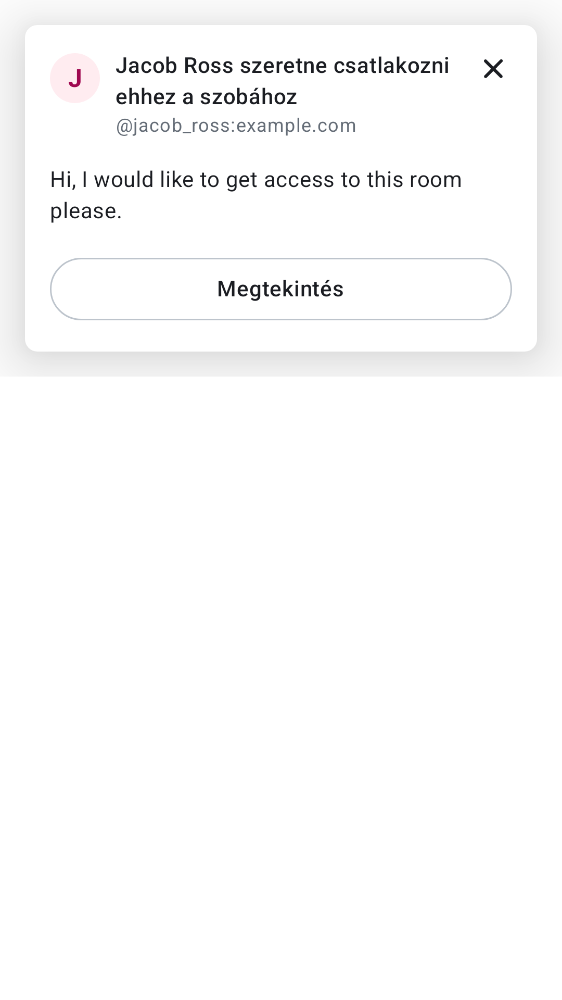 J
Jacob Ross szeretne csatlakozni
ehhez a szobához
@jacob_ross:example.com
Hi, I would like to get access to this room
please.
Megtekintés